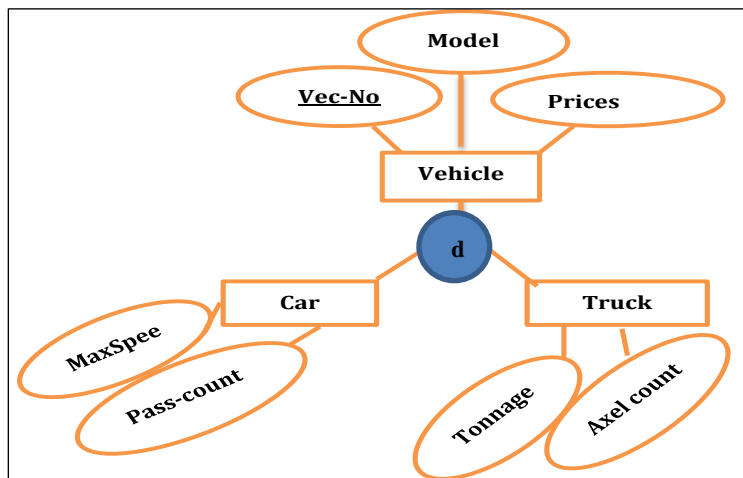 Model
Vec-No
Prices
Vehicle
d
Car
Truck
MaxSpee
Pass-count
Tonnage
Axel count